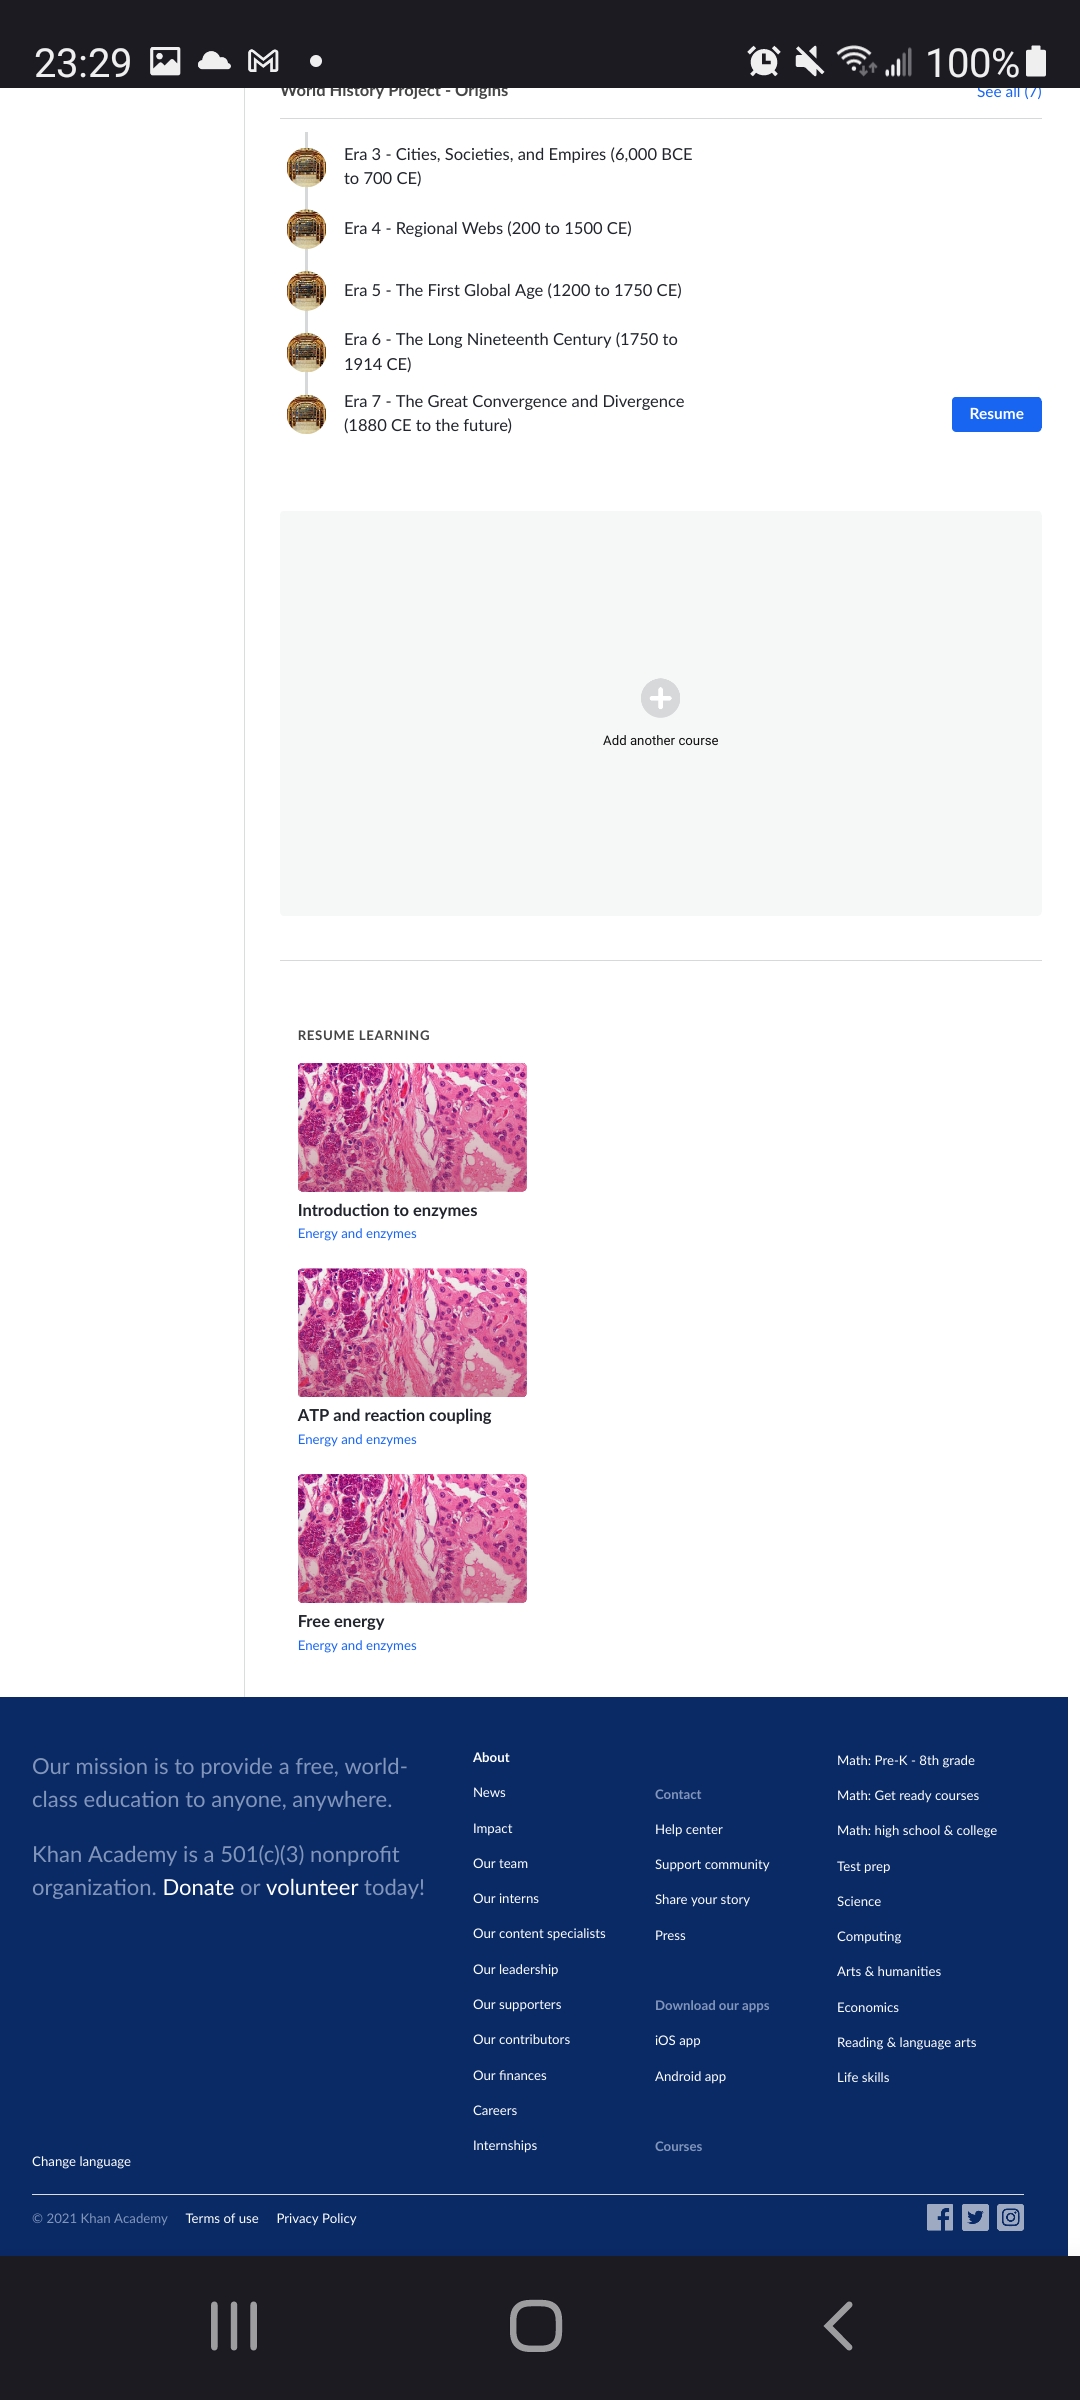 23:29
100%
World History Project - Origins
See all (7)
Era 3 - Cities, Societies, and Empires (6,000 BCE
to 700 CE)
Era 4 - Regional Webs (200 to 1500 CE)
Era 5 - The First Global Age (1200 to 1750 CE)
Era 6 - The Long Nineteenth Century (1750 to
1914 CE)
Era 7 - The Great Convergence and Divergence
(1880 CE to the future)
Resume
Add another course
RESUME LEARNING
Introduction to enzymes
Energy and enzymes
ATP and reaction coupling
Energy and enzymes
Free energy
Energy and enzymes
Our mission is to provide a free, world-
class education to anyone, anywhere.
Khan Academy is a 501(c)(3) nonprofit
organization. Donate or volunteer today!
Change language
About
News
Impact
Our team
Our interns
Our content specialists
Our leadership
Our supporters
Our contributors
Our finances
Careers
Internships
Contact
Help center
Support community
Share your story
Press
Download our apps
iOS app
Android app
Courses
Math: Pre-K - 8th grade
Math: Get ready courses
Math: high school & college
Test prep
Science
Computing
Arts & humanities
Economics
Reading & language arts
Life skills
© 2021 Khan Academy Terms of use Privacy Policy